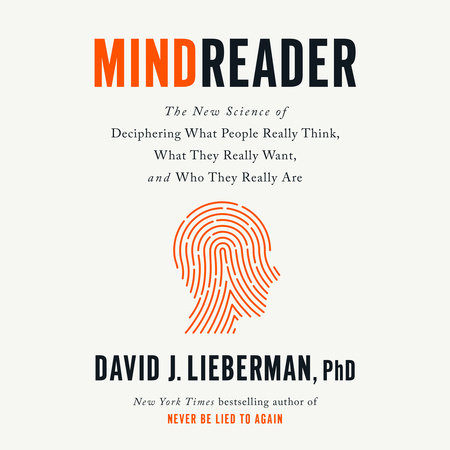 MINDREADER
The New Science of
Deciphering What People Really Think,
What They Really Want,
and Who They Really Are
DAVID J. LIEBERMAN, PhD
New York Times bestselling author of
NEVER BE LIED TO AGAIN